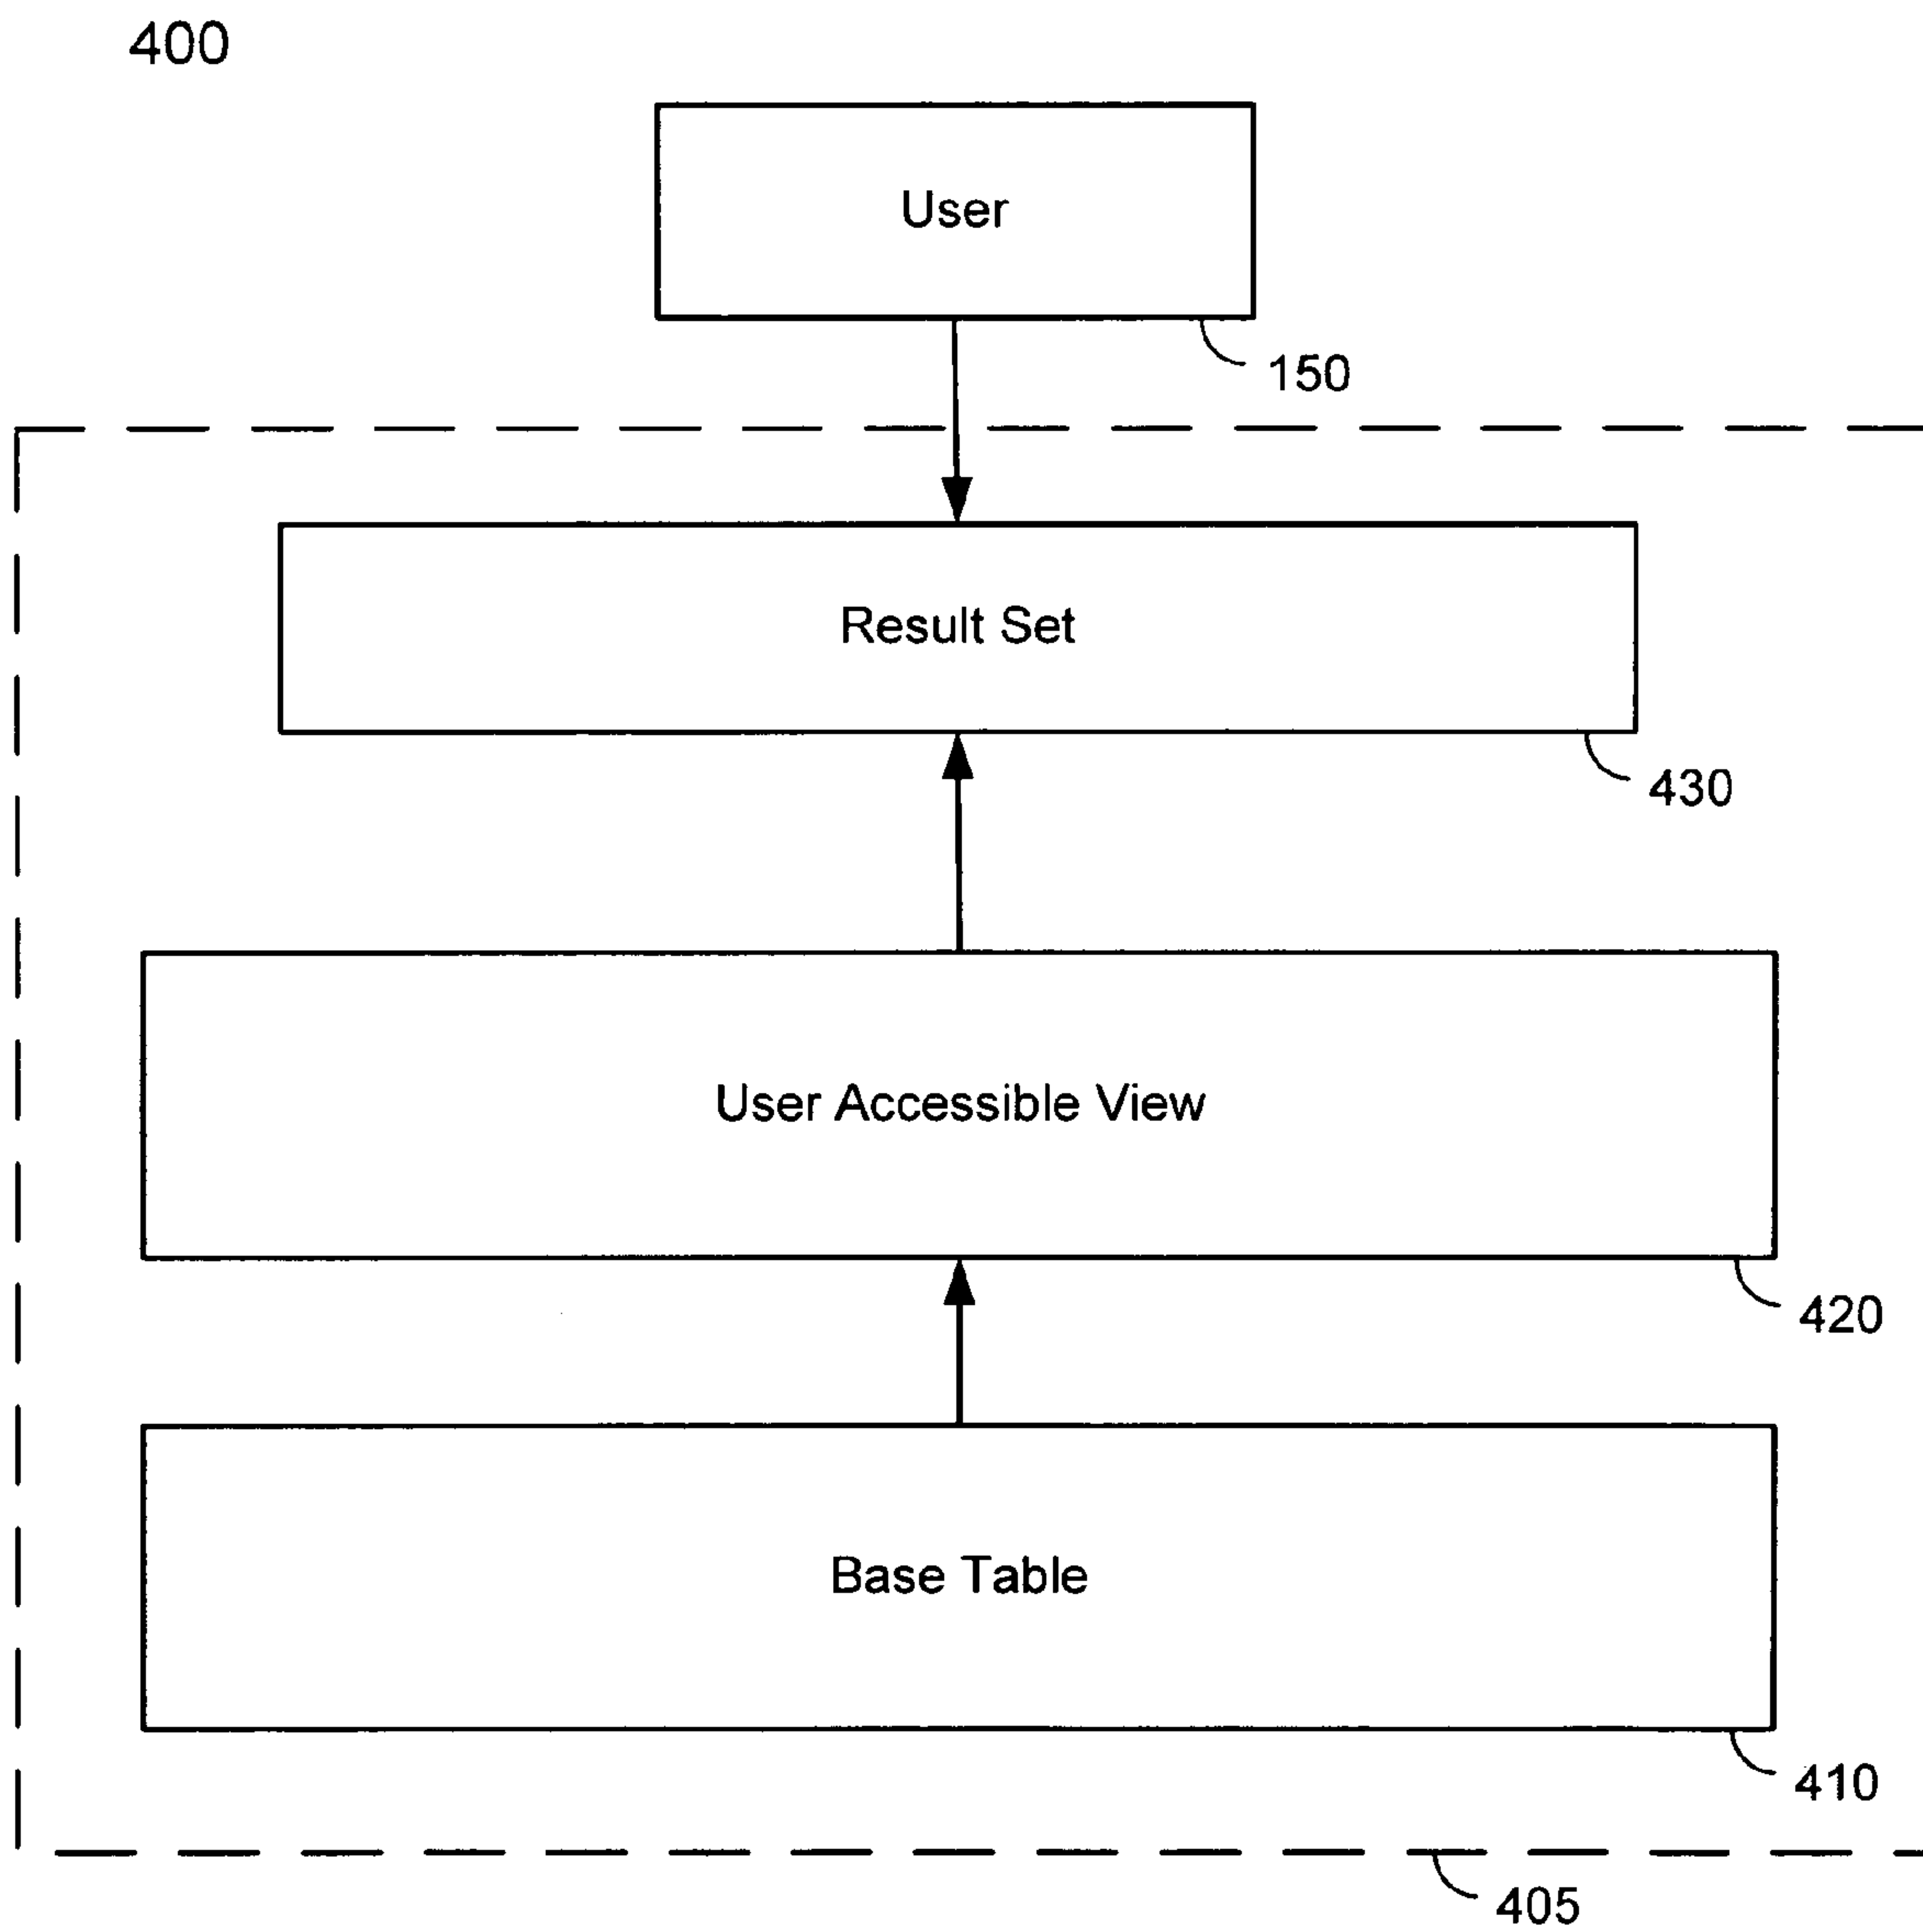 400
User
150
Result Set
430
User Accessible View
420
Base Table
410
405